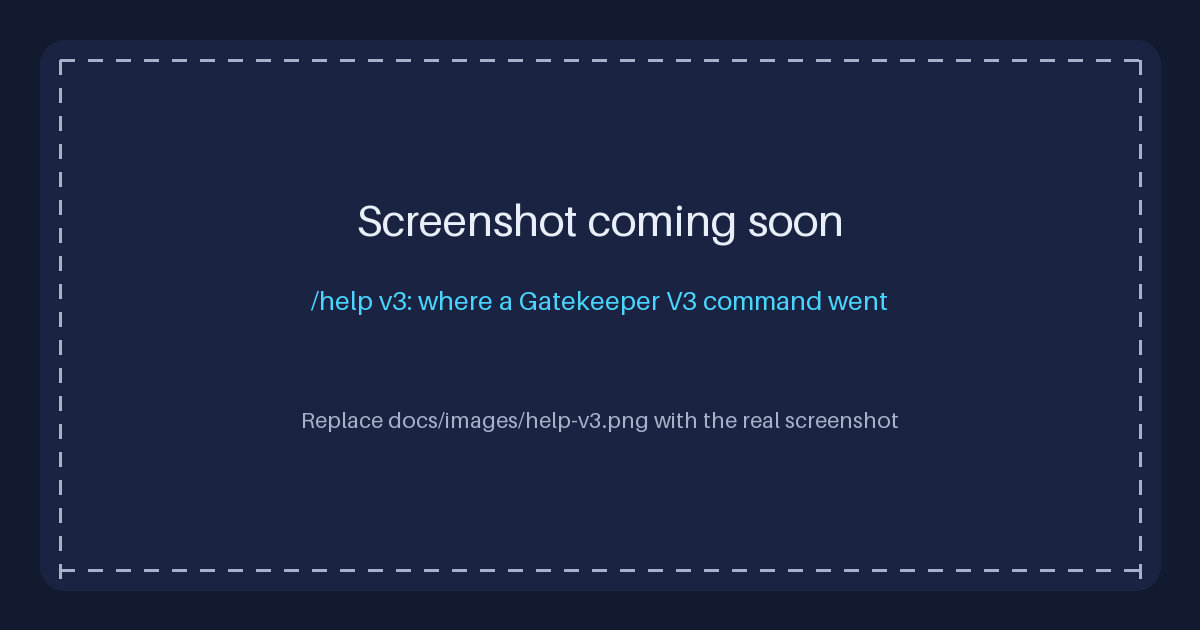 Screenshot coming soon
/help v3: where a Gatekeeper V3 command went
Replace docs/images/help-v3.png with the real screenshot